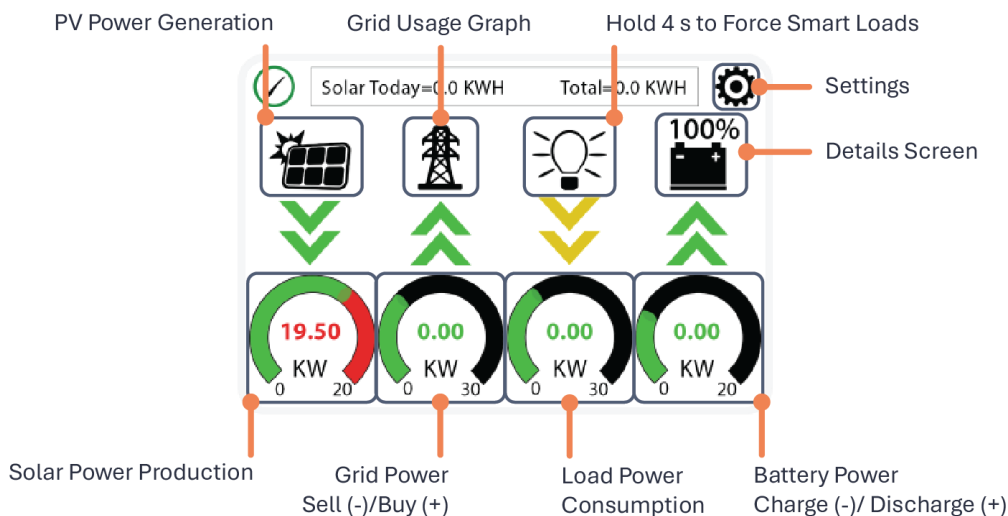 PV Power Generation
Grid Usage Graph
Hold 4 s to Force Smart Loads
Solar Today=0.0 KWH Total=0.0 KWH
Settings
100%
Details Screen
19.50
KW
0 20
0.00
KW
0 30
0.00
KW
0 30
0.00
KW
0 20
Solar Power Production
Grid Power
Sell (-)/Buy (+)
Load Power
Consumption
Battery Power
Charge (-)/ Discharge (+)